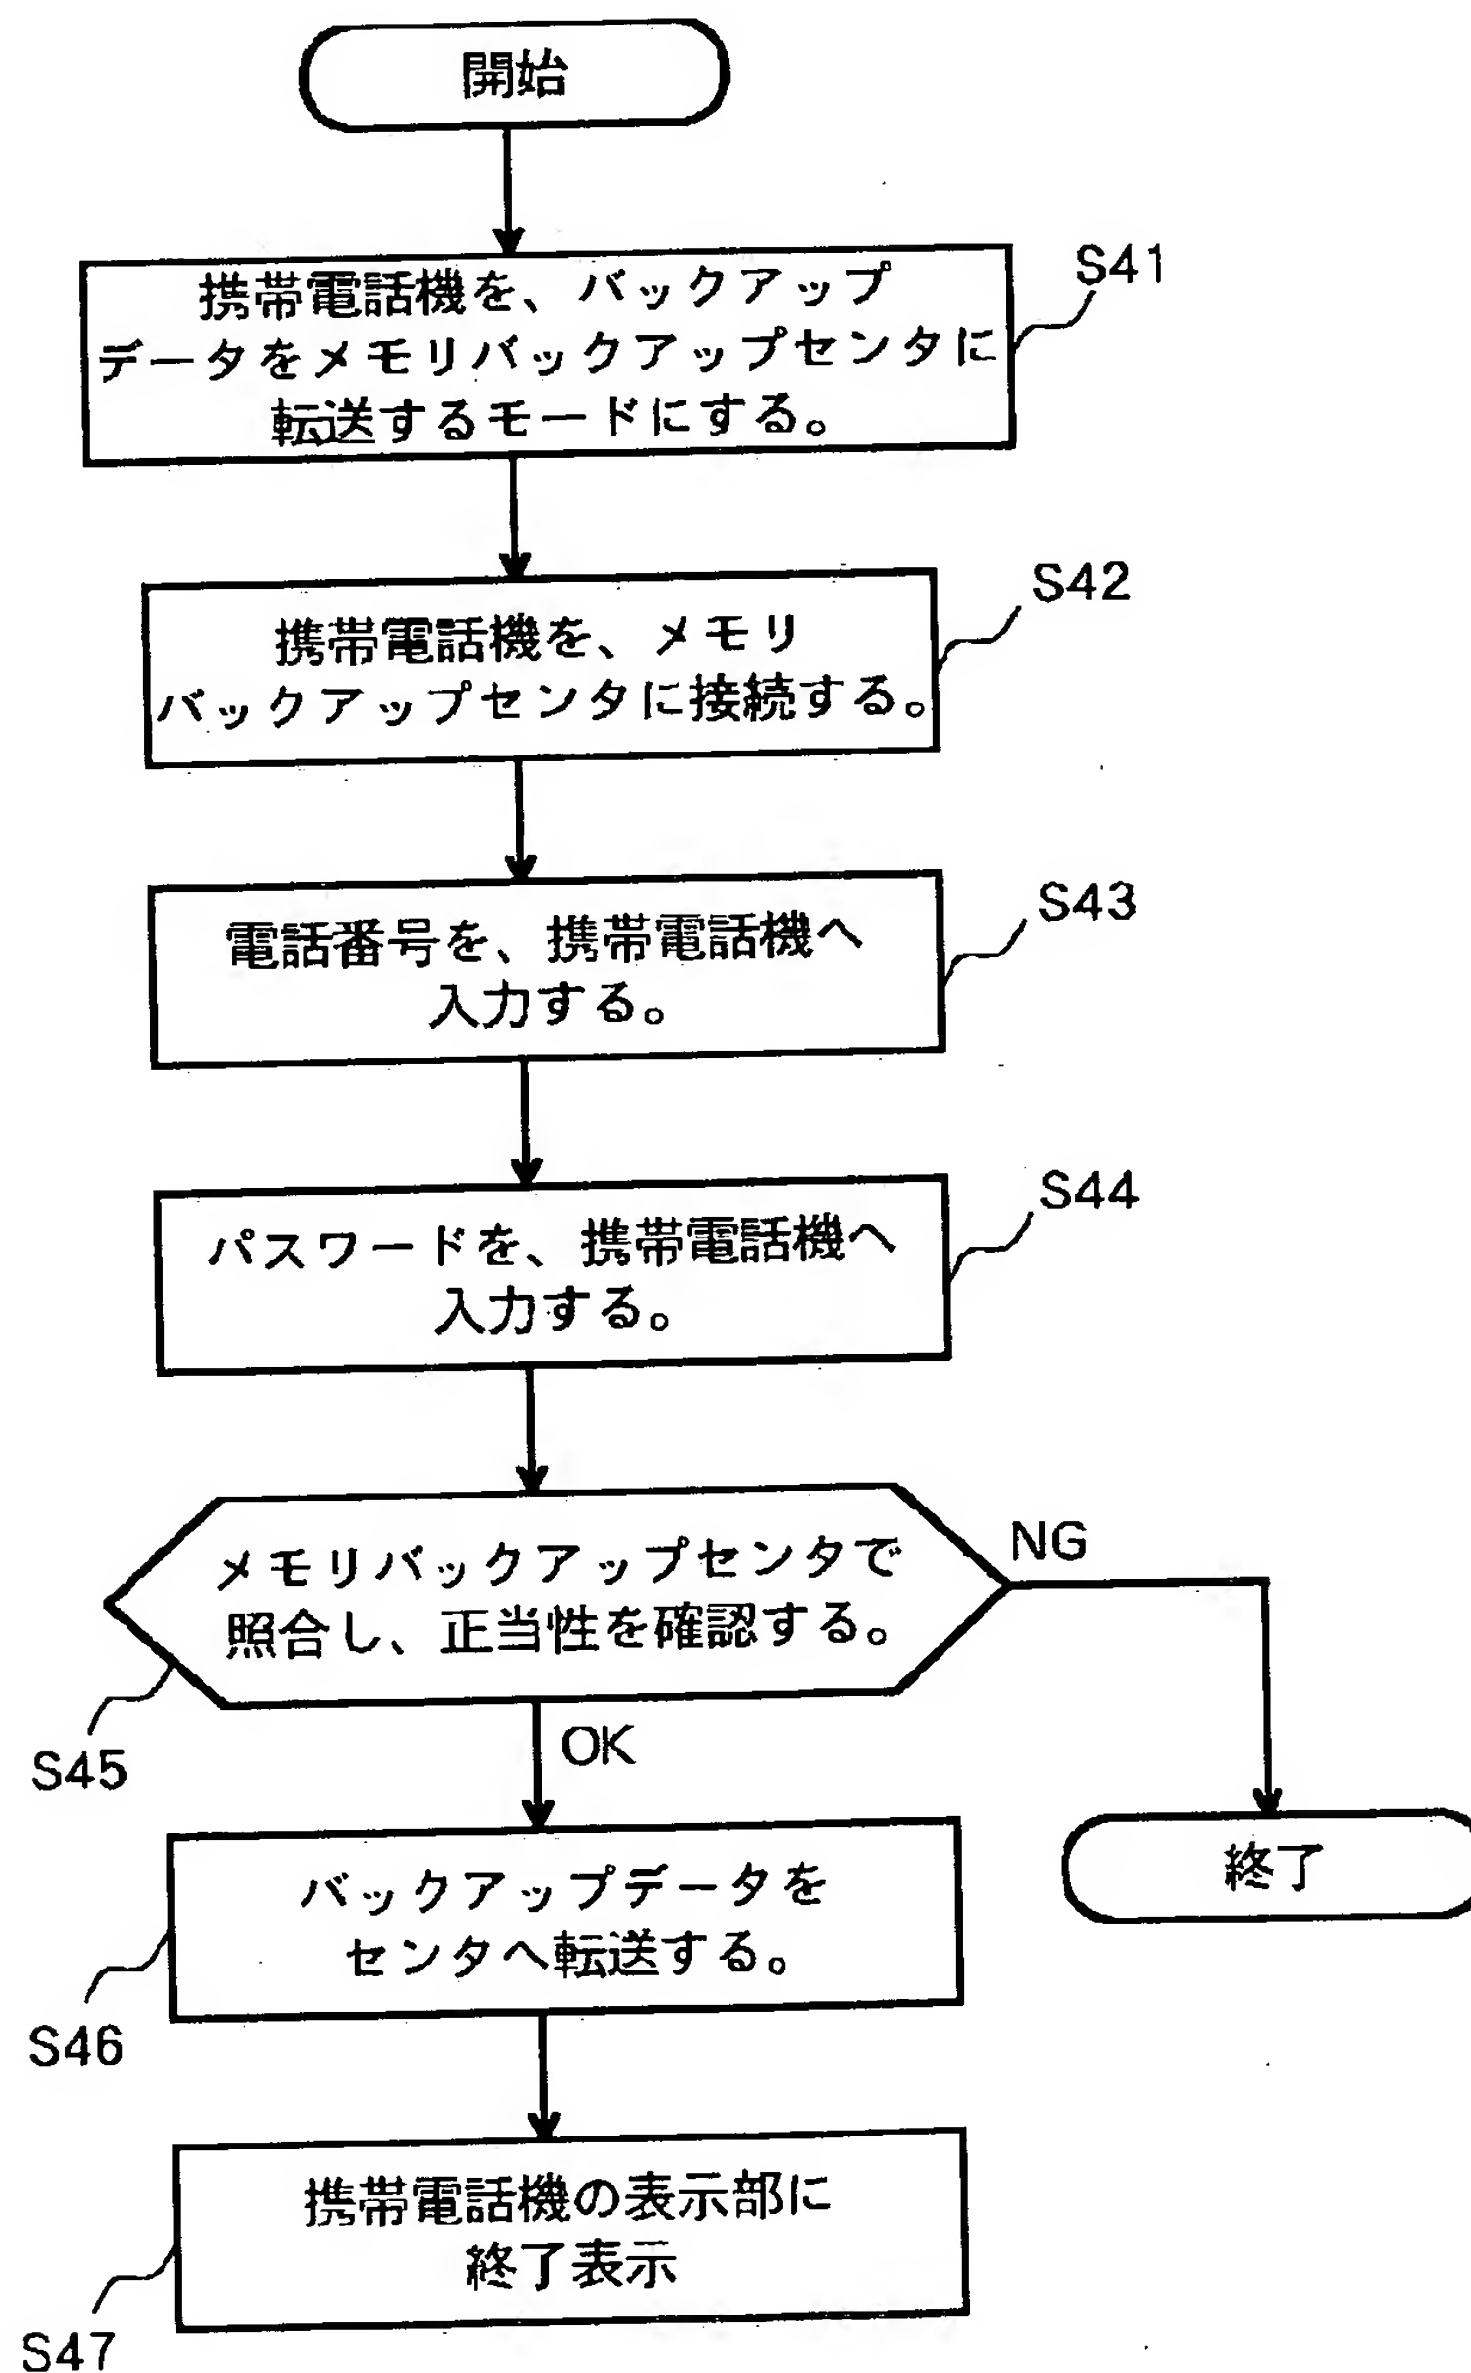 開始
携帯電話機を、バックアップ
データをメモリバックアップセンタに
転送するモードにする。
S41
携帯電話機を、メモリ
バックアップセンタに接続する。
S42
電話番号を、携帯電話機へ
入力する。
S43
パスワードを、携帯電話機へ
入力する。
S44
メモリバックアップセンタで
照合し、正当性を確認する。
NG
S45
OK
バックアップデータを
センタへ転送する。
終了
S46
携帯電話機の表示部に
終了表示
S47